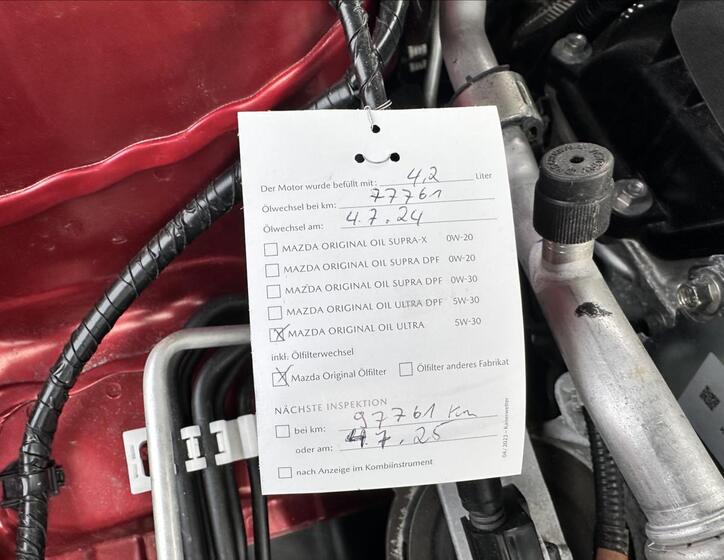 Der Motor wurde befüllt mit: 4,2 Liter
Ölwechsel bei km: 77761
Ölwechsel am: 4.7.24
MAZDA ORIGINAL OIL SUPRA-X 0W-20
MAZDA ORIGINAL OIL SUPRA DPF 0W-20
MAZDA ORIGINAL OIL SUPRA DPF 0W-30
MAZDA ORIGINAL OIL ULTRA DPF 5W-30
MAZDA ORIGINAL OIL ULTRA 5W-30
inkl. Ölfilterwechsel
Mazda Original Ölfilter Ölfilter anderes Fabrikat
NÄCHSTE INSPEKTION
bei km: 97761 Km
oder am: 4.7.25
nach Anzeige im Kombiinstrument
04/2023 – Kaiserwetter